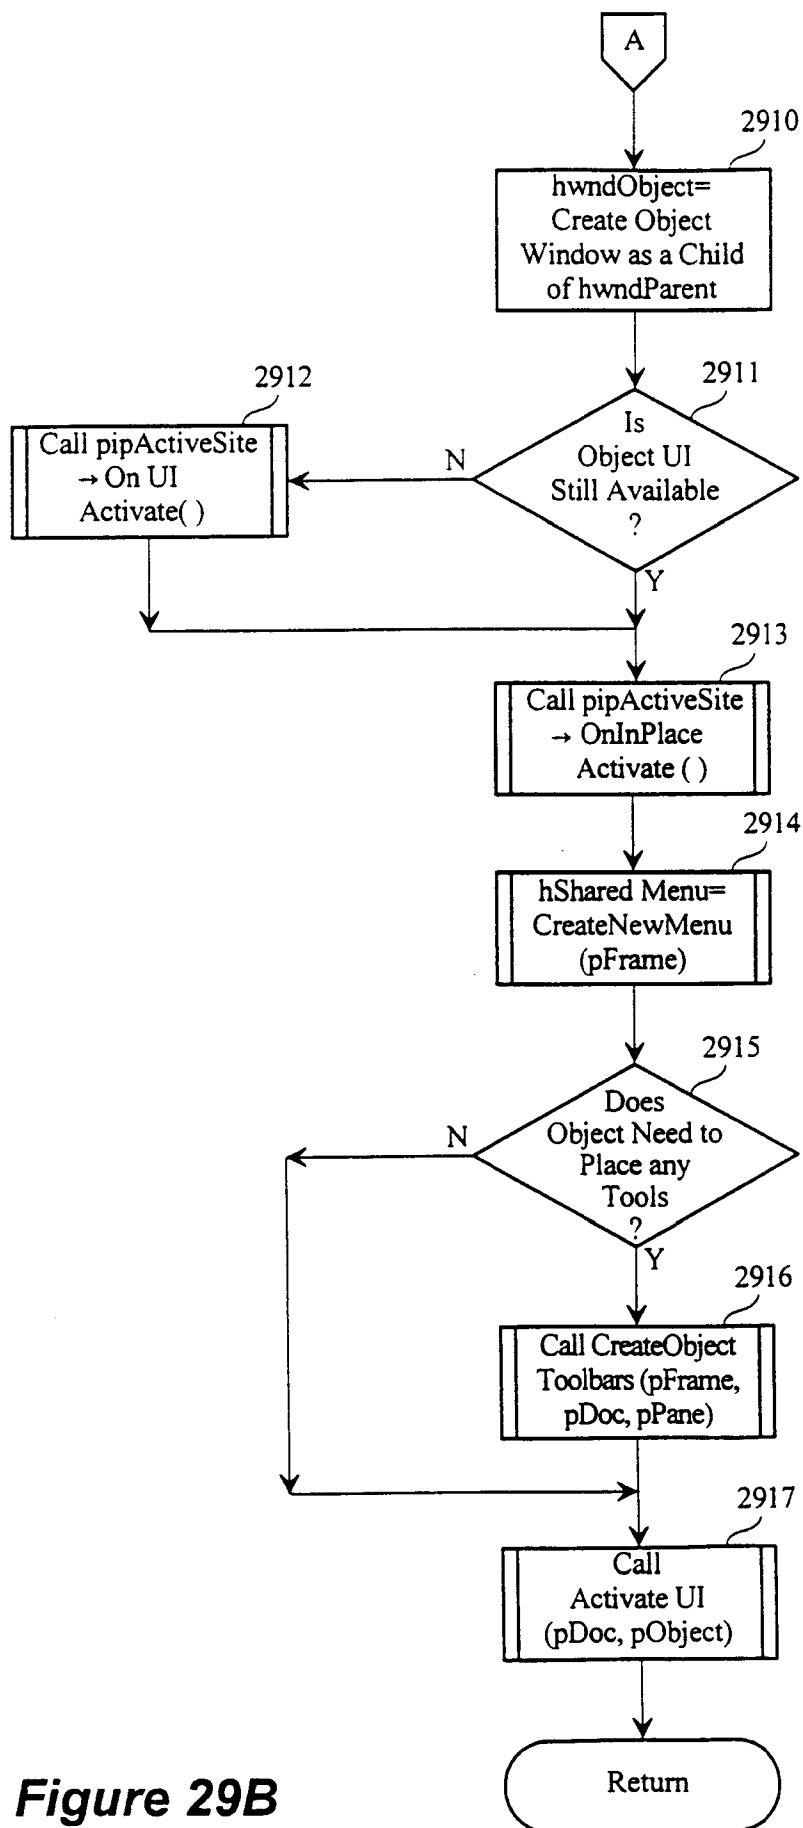 A
2910
hwndObject=
Create Object
Window as a Child
of hwndParent
2911
Is
Object UI
Still Available
?
N
Y
2912
Call pipActiveSite
→ On UI
Activate( )
2913
Call pipActiveSite
→ OnInPlace
Activate ( )
2914
hShared Menu=
CreateNewMenu
(pFrame)
2915
Does
Object Need to
Place any
Tools
?
N
Y
2916
Call CreateObject
Toolbars (pFrame,
pDoc, pPane)
2917
Call
Activate UI
(pDoc, pObject)
Return
Figure 29B